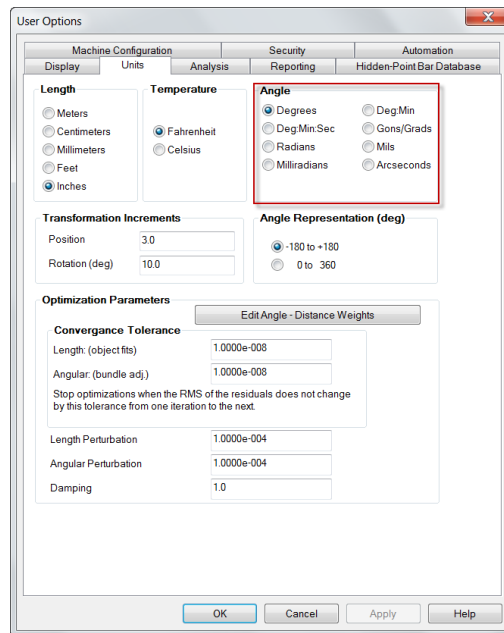 User Options
Machine Configuration Security Automation
Display Units Analysis Reporting Hidden-Point Bar Database
Length
Meters
Centimeters
Millimeters
Feet
Inches
Temperature
Fahrenheit
Celsius
Angle
Degrees Deg:Min
Deg:Min:Sec Gons/Grads
Radians Mils
Milliradians Arcseconds
Transformation Increments
Position 3.0
Rotation (deg) 10.0
Angle Representation (deg)
-180 to +180
0 to 360
Optimization Parameters
Edit Angle - Distance Weights
Convergance Tolerance
Length: (object fits) 1.0000e-008
Angular: (bundle adj.) 1.0000e-008
Stop optimizations when the RMS of the residuals does not change
by this tolerance from one iteration to the next.
Length Perturbation 1.0000e-004
Angular Perturbation 1.0000e-004
Damping 1.0
OK Cancel Apply Help